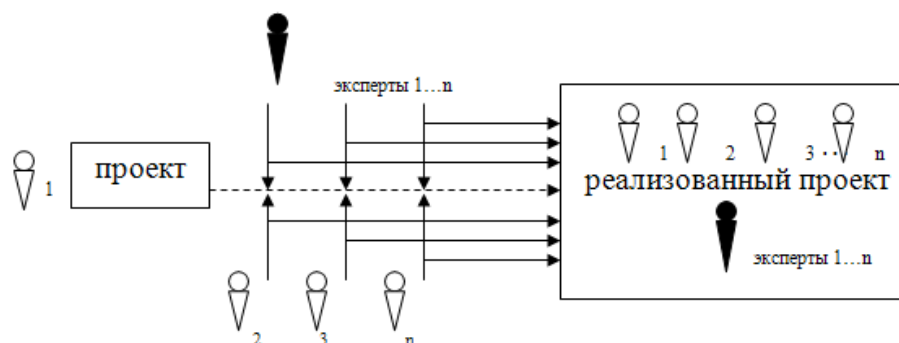 эксперты 1…n
проект
1
1 2 3 … n
реализованный проект
эксперты 1…n
2 3 n